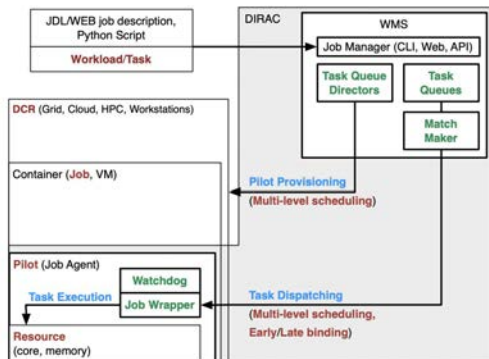 JDL/WEB job description,
Python Script
Workload/Task
DIRAC
WMS
Job Manager (CLI, Web, API)
Task Queue
Directors
Task
Queues
Match
Maker
DCR (Grid, Cloud, HPC, Workstations)
Container (Job, VM)
Pilot Provisioning
(Multi-level scheduling)
Pilot (Job Agent)
Watchdog
Task Execution
Job Wrapper
Task Dispatching
(Multi-level scheduling,
Early/Late binding)
Resource
(core, memory)